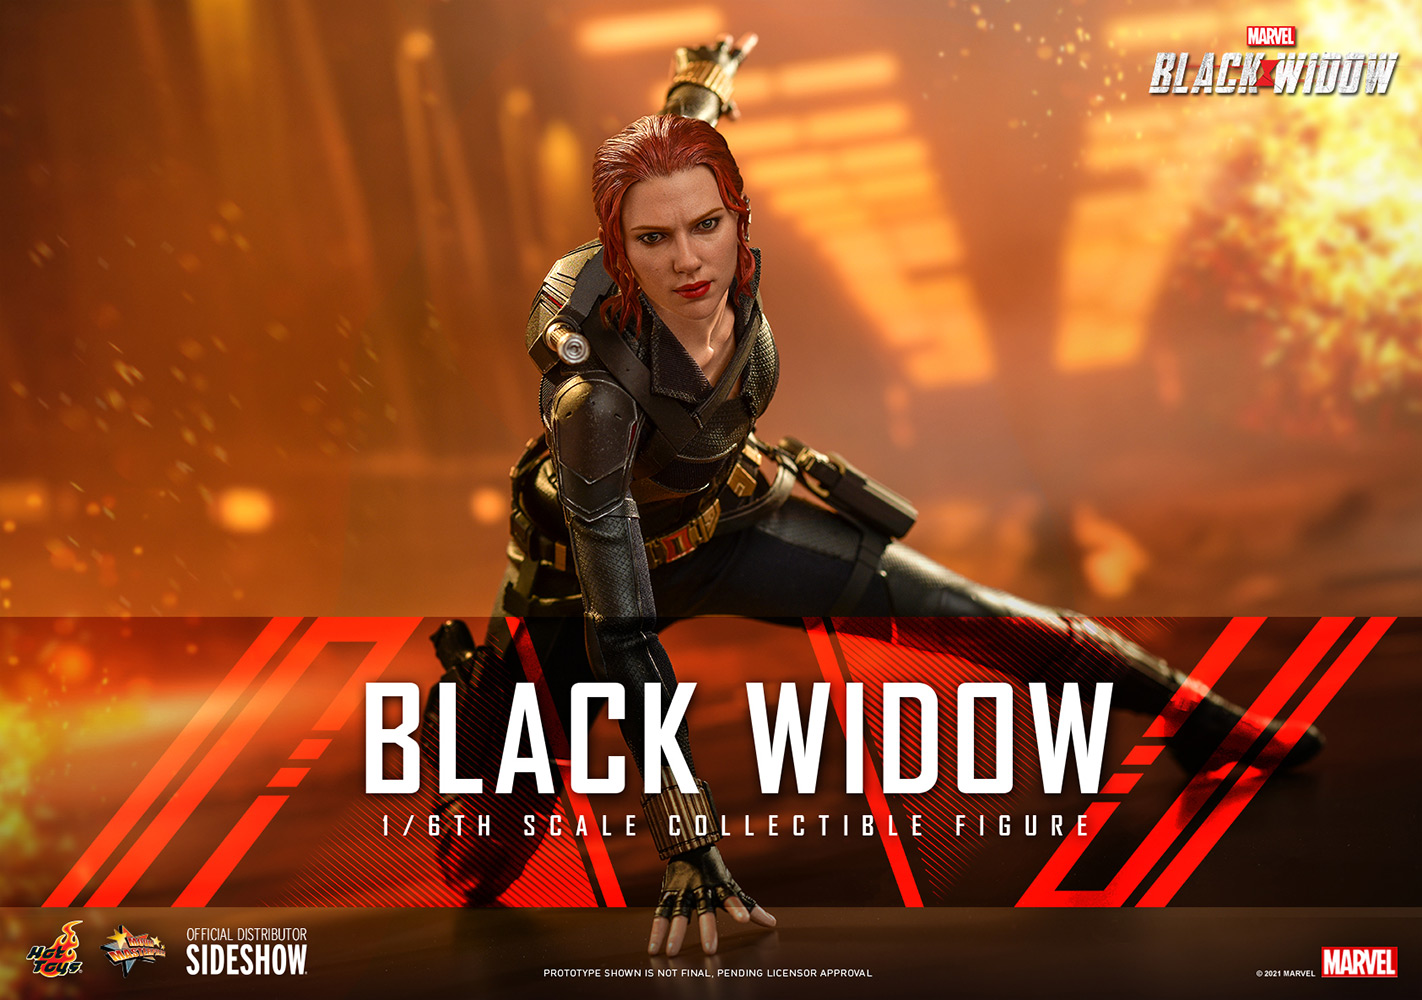 MARVEL
BLACK WIDOW
BLACK WIDOW
1/6TH SCALE COLLECTIBLE FIGURE
Hot Toys
Movie Masterpiece
OFFICIAL DISTRIBUTOR
SIDESHOW
PROTOTYPE SHOWN IS NOT FINAL, PENDING LICENSOR APPROVAL
© 2021 MARVEL
MARVEL